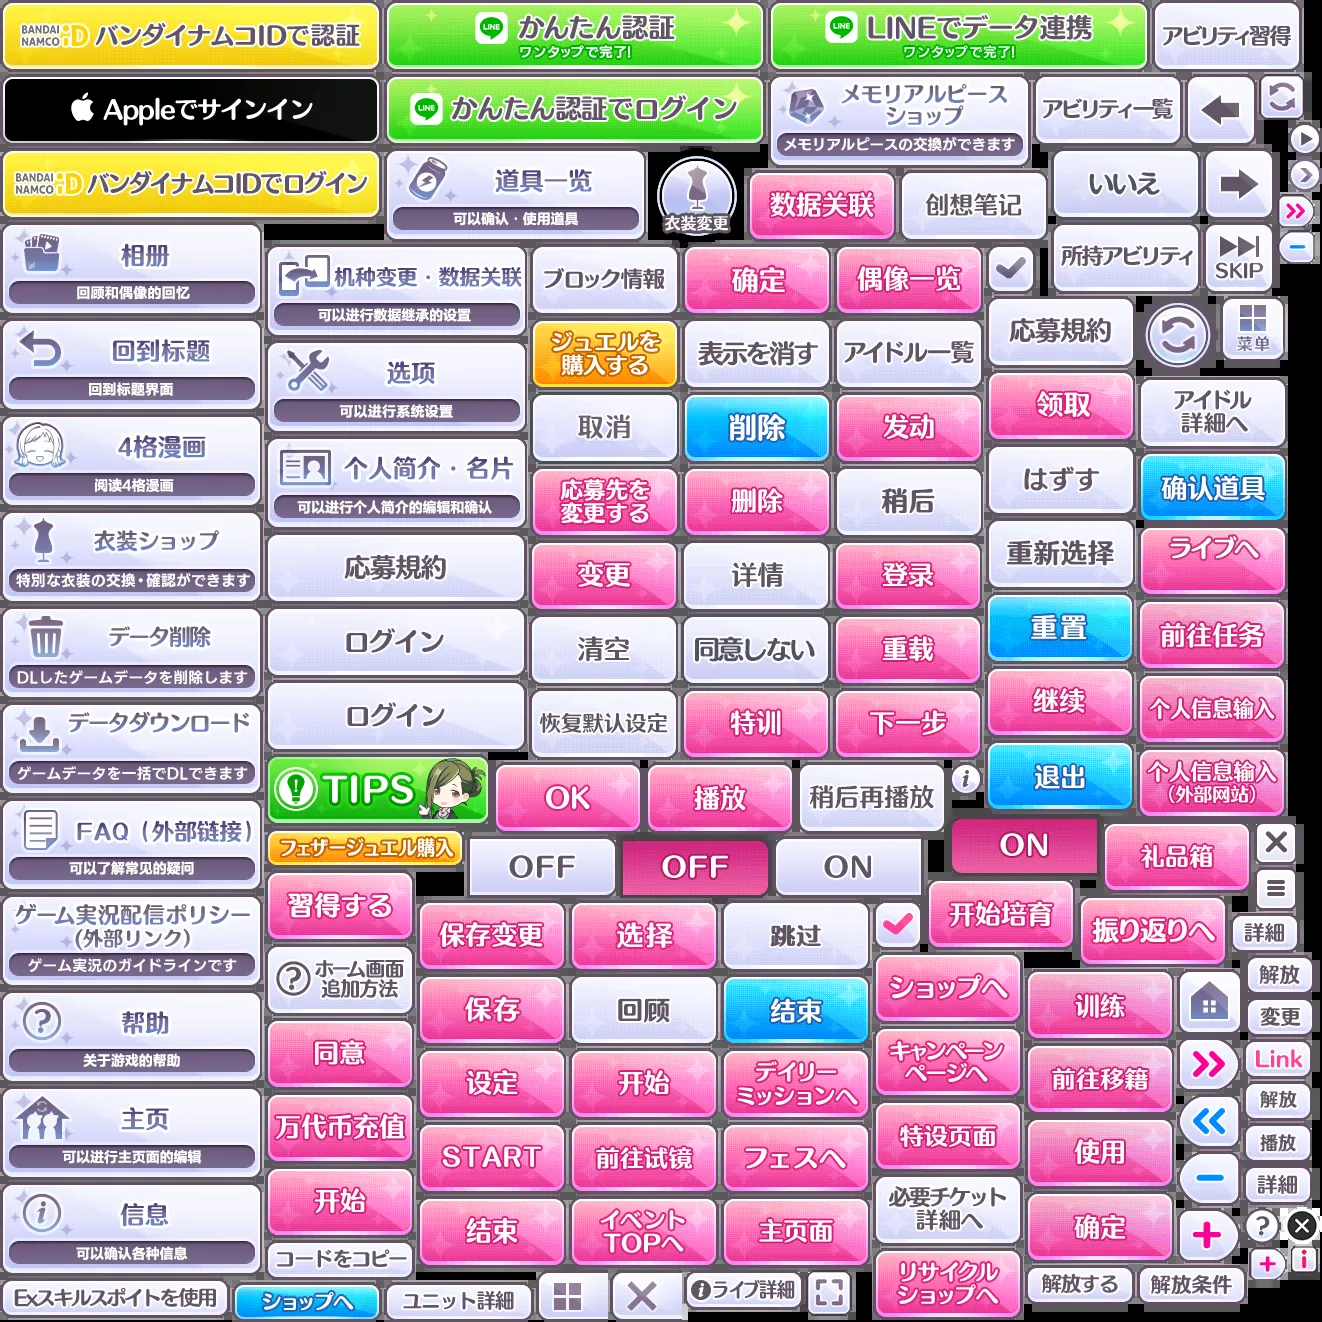 BANDAI NAMCO iD バンダイナムコIDで認証
LINE かんたん認証
ワンタップで完了!
LINE LINEでデータ連携
ワンタップで完了!
アビリティ習得
Appleでサインイン
LINE かんたん認証でログイン
メモリアルピース
ショップ
メモリアルピースの交換ができます
アビリティ一覧
BANDAI NAMCO iD バンダイナムコIDでログイン
道具一览
可以确认・使用道具
衣装変更
数据关联
创想笔记
いいえ
所持アビリティ
SKIP
相册
回顾和偶像的回忆
机种变更・数据关联
可以进行数据继承的设置
ブロック情報
确定
偶像一览
応募規約
菜单
回到标题
回到标题界面
选项
可以进行系统设置
ジュエルを
購入する
表示を消す
アイドル一覧
领取
アイドル
詳細へ
4格漫画
阅读4格漫画
个人简介・名片
可以进行个人简介的编辑和确认
取消
削除
发动
はずす
确认道具
応募先を
変更する
删除
稍后
衣装ショップ
特別な衣装の交換・確認ができます
応募規約
变更
详情
登录
重新选择
ライブへ
データ削除
DLしたゲームデータを削除します
ログイン
清空
同意しない
重载
重置
前往任务
データダウンロード
ゲームデータを一括でDLできます
ログイン
恢复默认设定
特训
下一步
继续
个人信息输入
TIPS
OK
播放
稍后再播放
i
退出
个人信息输入
(外部网站)
FAQ（外部链接）
可以了解常见的疑问
フェザージュエル購入
OFF
OFF
ON
ON
礼品箱
ゲーム実況配信ポリシー
(外部リンク)
ゲーム実況のガイドラインです
習得する
保存变更
选择
跳过
开始培育
振り返りへ
詳細
?
ホーム画面
追加方法
保存
回顾
结束
ショップへ
训练
解放
変更
帮助
关于游戏的帮助
同意
设定
开始
デイリー
ミッションへ
キャンペーン
ページへ
前往移籍
Link
解放
主页
可以进行主页面的编辑
万代币充值
START
前往试镜
フェスへ
特设页面
使用
播放
詳細
信息
可以确认各种信息
开始
结束
イベント
TOPへ
主页面
必要チケット
詳細へ
确定
?
i
コードをコピー
Exスキルスポイトを使用
ショップへ
ユニット詳細
ライブ詳細
リサイクル
ショップへ
解放する
解放条件